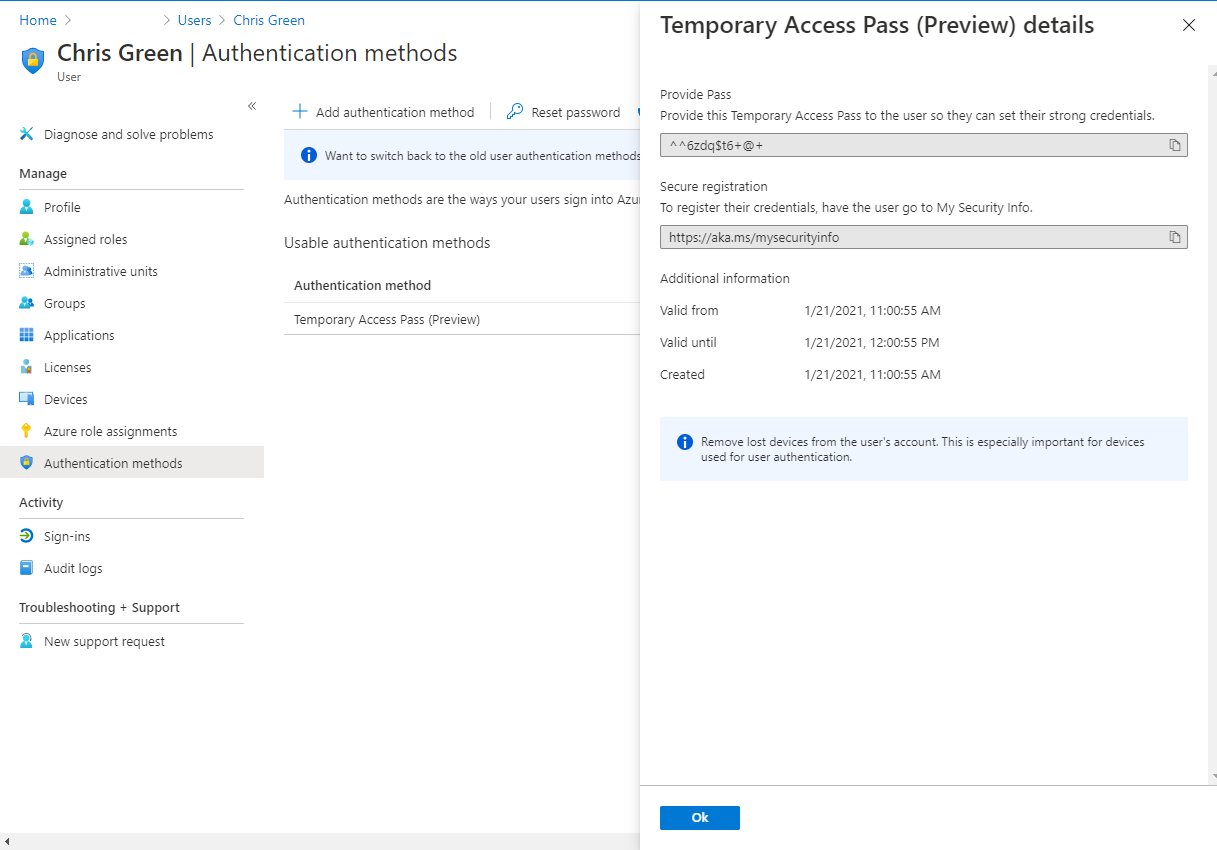 Home > Users > Chris Green
Chris Green | Authentication methods
User
«
Diagnose and solve problems
Manage
Profile
Assigned roles
Administrative units
Groups
Applications
Licenses
Devices
Azure role assignments
Authentication methods
Activity
Sign-ins
Audit logs
Troubleshooting + Support
New support request
Add authentication method
Reset password
Want to switch back to the old user authentication methods
Authentication methods are the ways your users sign into Azu
Usable authentication methods
Authentication method
Temporary Access Pass (Preview)
Temporary Access Pass (Preview) details
Provide Pass
Provide this Temporary Access Pass to the user so they can set their strong credentials.
^^6zdq$t6+@+
Secure registration
To register their credentials, have the user go to My Security Info.
https://aka.ms/mysecurityinfo
Additional information
Valid from 1/21/2021, 11:00:55 AM
Valid until 1/21/2021, 12:00:55 PM
Created 1/21/2021, 11:00:55 AM
Remove lost devices from the user's account. This is especially important for devices
used for user authentication.
Ok